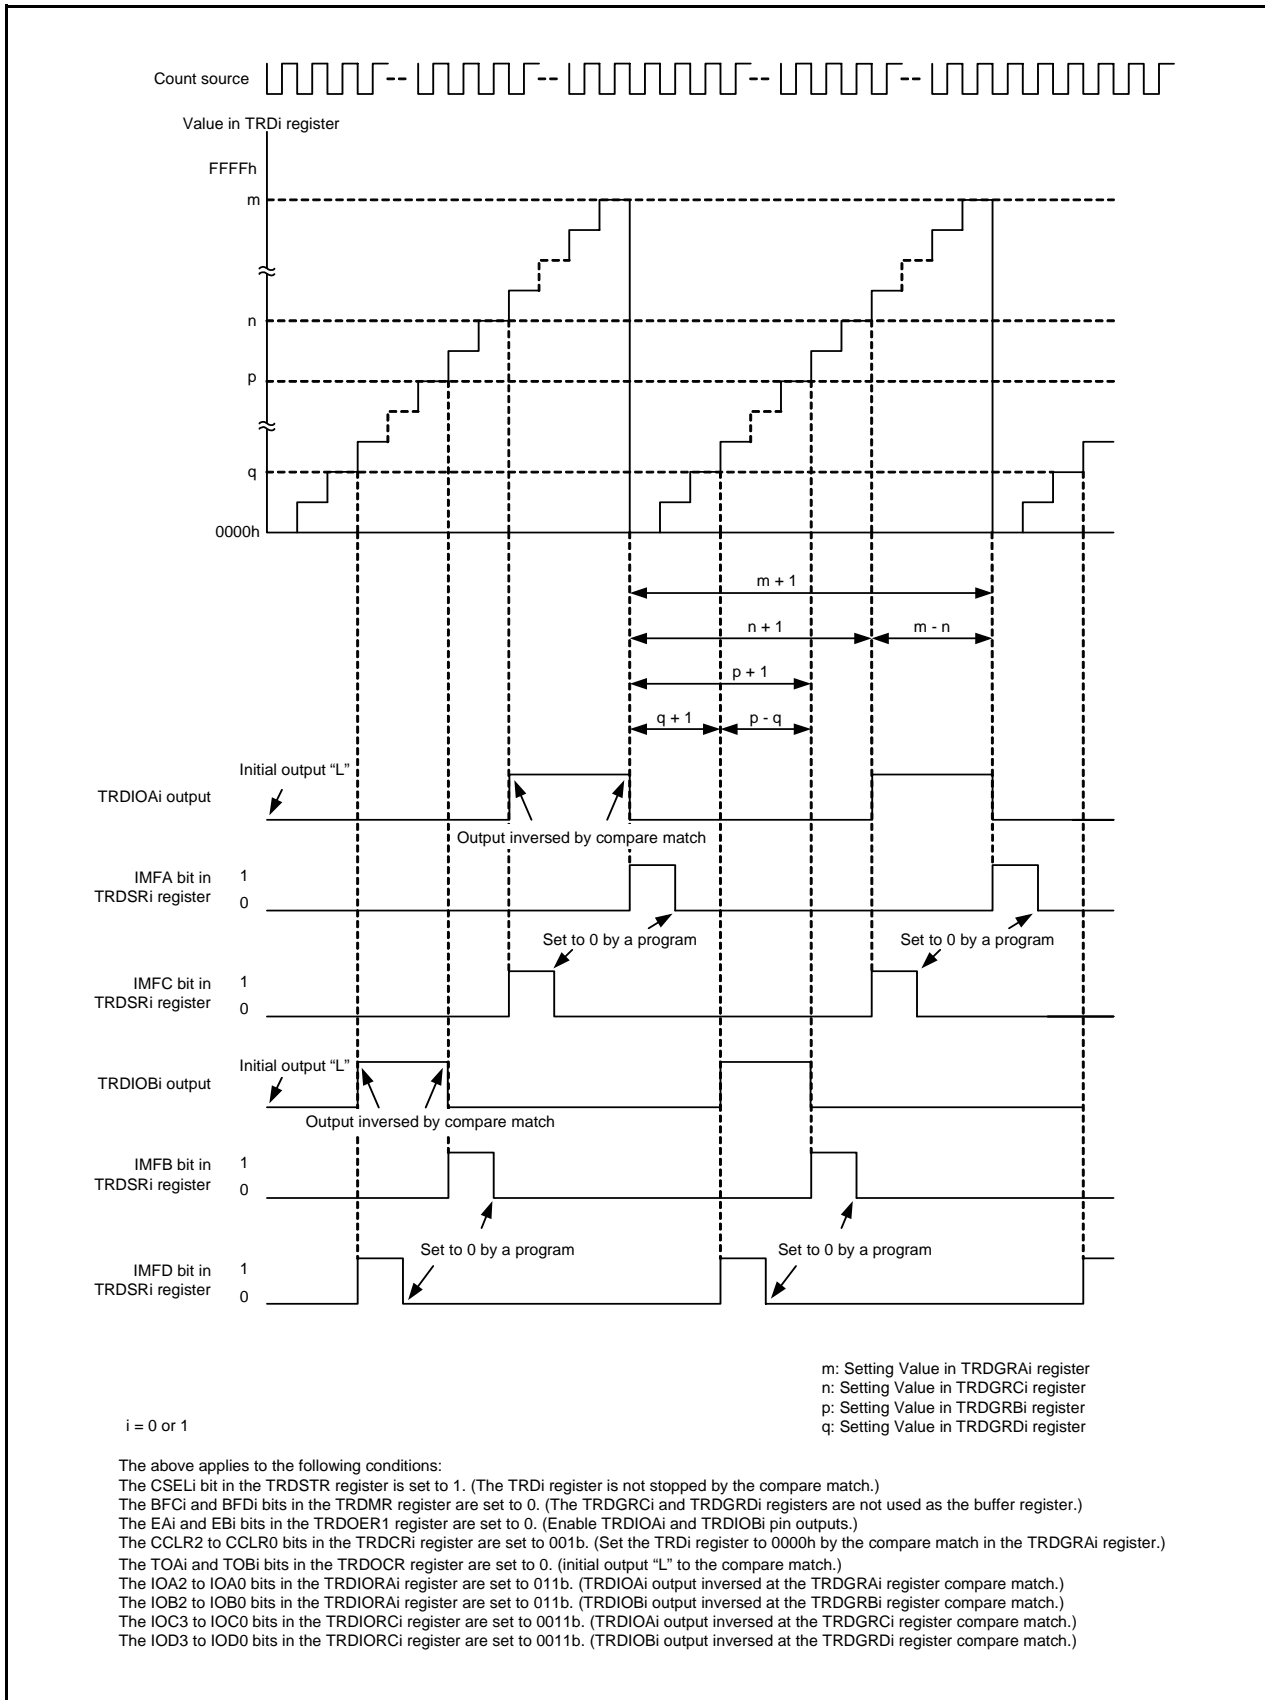 Count source
Value in TRDi register
FFFFh
m
n
p
q
0000h
m + 1
n + 1
m - n
p + 1
q + 1
p - q
Initial output “L”
TRDIOAi output
Output inversed by compare match
IMFA bit in
TRDSRi register
1
0
Set to 0 by a program
Set to 0 by a program
IMFC bit in
TRDSRi register
1
0
Initial output “L”
TRDIOBi output
Output inversed by compare match
IMFB bit in
TRDSRi register
1
0
Set to 0 by a program
Set to 0 by a program
IMFD bit in
TRDSRi register
1
0
m: Setting Value in TRDGRAi register
n: Setting Value in TRDGRCi register
p: Setting Value in TRDGRBi register
q: Setting Value in TRDGRDi register
i = 0 or 1
The above applies to the following conditions:
The CSELi bit in the TRDSTR register is set to 1. (The TRDi register is not stopped by the compare match.)
The BFCi and BFDi bits in the TRDMR register are set to 0. (The TRDGRCi and TRDGRDi registers are not used as the buffer register.)
The EAi and EBi bits in the TRDOER1 register are set to 0. (Enable TRDIOAi and TRDIOBi pin outputs.)
The CCLR2 to CCLR0 bits in the TRDCRi register are set to 001b. (Set the TRDi register to 0000h by the compare match in the TRDGRAi register.)
The TOAi and TOBi bits in the TRDOCR register are set to 0. (initial output “L” to the compare match.)
The IOA2 to IOA0 bits in the TRDIORAi register are set to 011b. (TRDIOAi output inversed at the TRDGRAi register compare match.)
The IOB2 to IOB0 bits in the TRDIORAi register are set to 011b. (TRDIOBi output inversed at the TRDGRBi register compare match.)
The IOC3 to IOC0 bits in the TRDIORCi register are set to 0011b. (TRDIOAi output inversed at the TRDGRCi register compare match.)
The IOD3 to IOD0 bits in the TRDIORCi register are set to 0011b. (TRDIOBi output inversed at the TRDGRDi register compare match.)